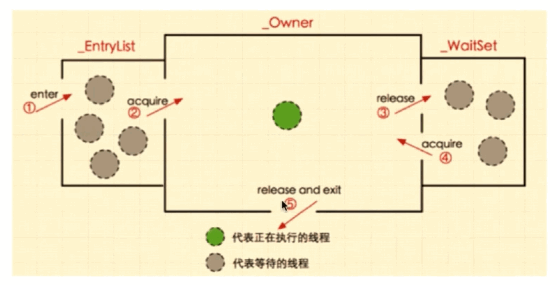 _Owner
_EntryList
_WaitSet
enter
①
acquire
②
release
③
acquire
④
release and exit
⑤
代表正在执行的线程
代表等待的线程